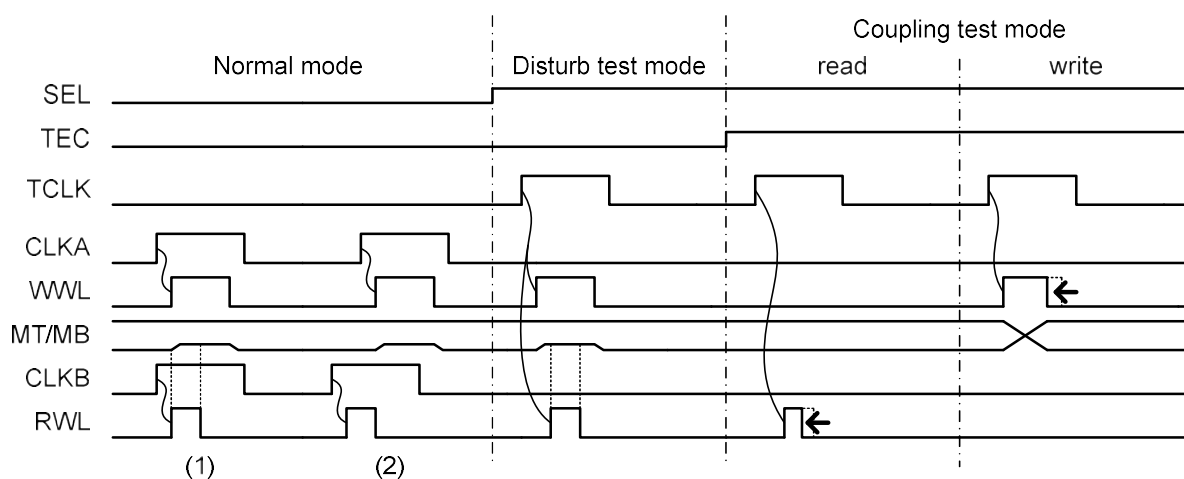 Coupling test mode
Normal mode
Disturb test mode
read
write
SEL
TEC
TCLK
CLKA
WWL
MT/MB
CLKB
RWL
(1)
(2)